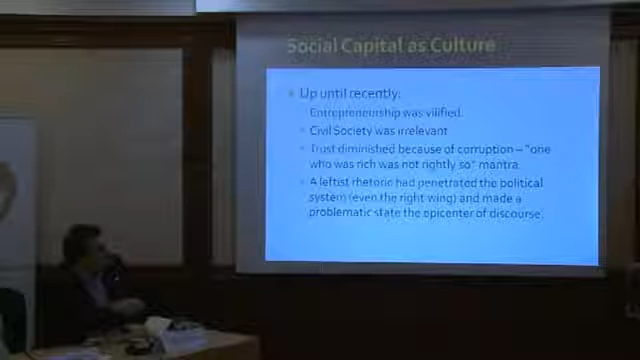 Social Capital as Culture
Up until recently:
Entrepreneurship was vilified.
Civil Society was irrelevant
Trust diminished because of corruption – "one
who was rich was not rightly so" mantra.
A leftist rhetoric had penetrated the political
system (even the right wing) and made a
problematic state the epicenter of discourse.